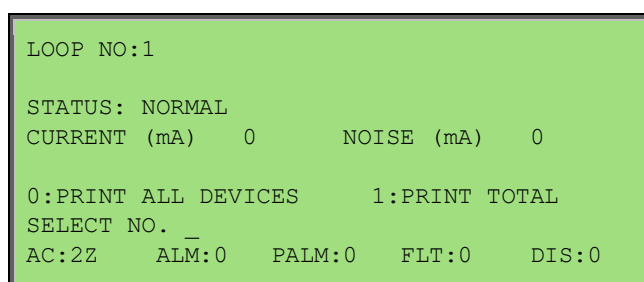 LOOP NO:1
STATUS: NORMAL
CURRENT (mA) 0 NOISE (mA) 0
0:PRINT ALL DEVICES 1:PRINT TOTAL
SELECT NO. _
AC:2Z ALM:0 PALM:0 FLT:0 DIS:0